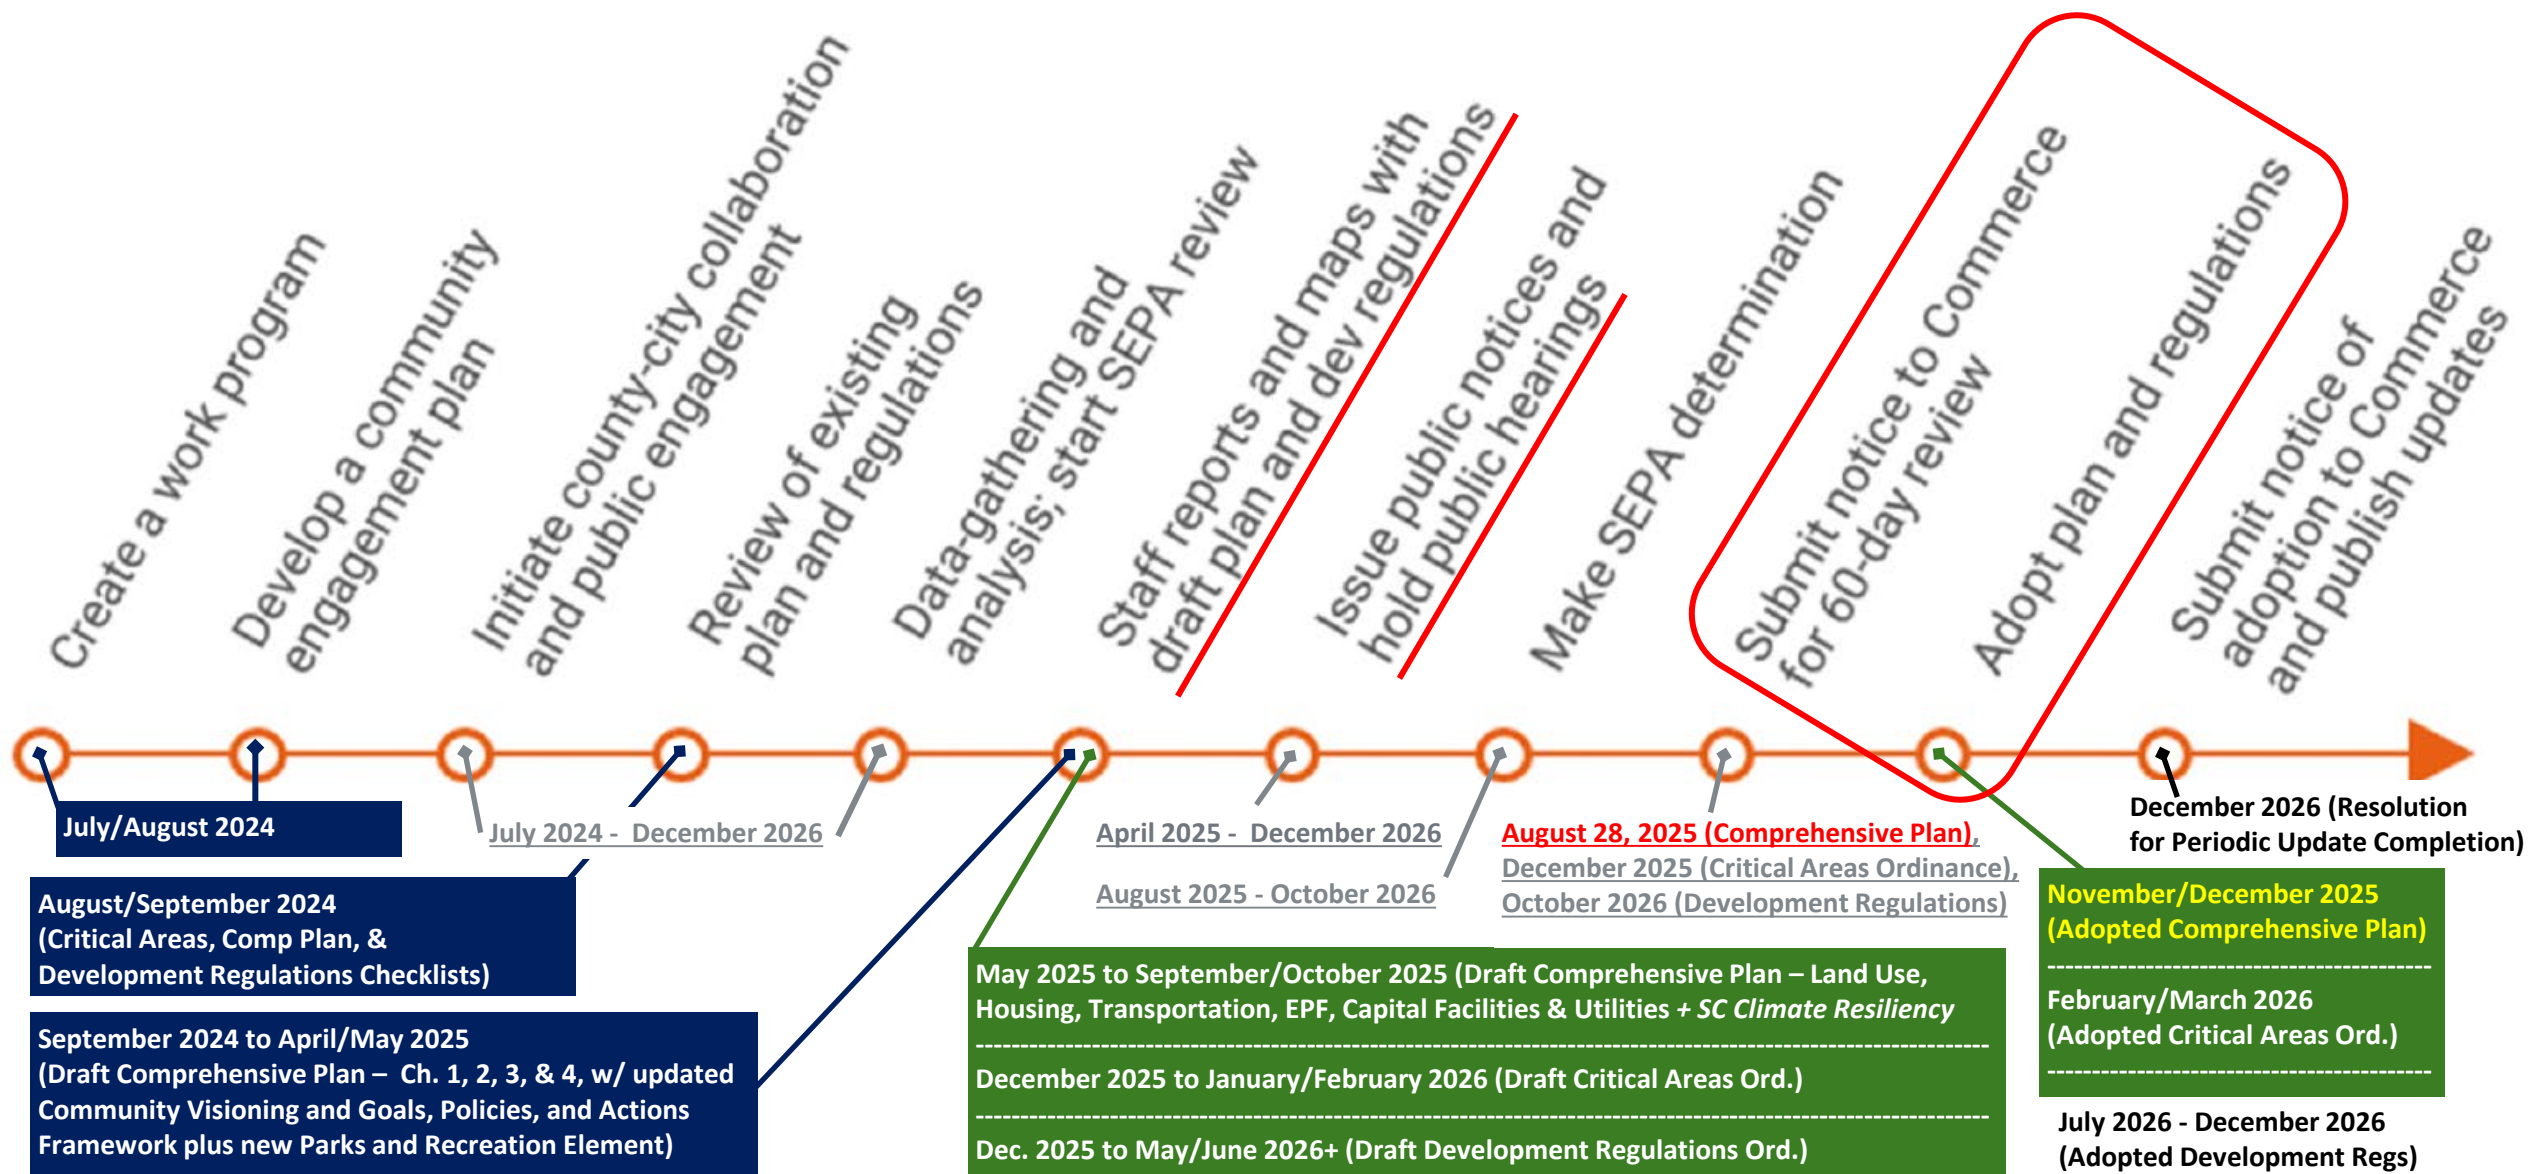 Create a work program
Develop a community
engagement plan
Initiate county-city collaboration
and public engagement
Review of existing
plan and regulations
Data-gathering and
analysis; start SEPA review
Staff reports and maps with
draft plan and dev regulations
Issue public notices and
hold public hearings
Make SEPA determination
Submit notice to Commerce
for 60-day review
Adopt plan and regulations
Submit notice of
adoption to Commerce
and publish updates
July/August 2024
July 2024 -  December 2026
August/September 2024
(Critical Areas, Comp Plan, &
Development Regulations Checklists)
September 2024 to April/May 2025
(Draft Comprehensive Plan –  Ch. 1, 2, 3, & 4, w/ updated
Community Visioning and Goals, Policies, and Actions
Framework plus new Parks and Recreation Element)
April 2025 -  December 2026
August 2025 - October 2026
August 28, 2025 (Comprehensive Plan),
December 2025 (Critical Areas Ordinance),
October 2026 (Development Regulations)
May 2025 to September/October 2025 (Draft Comprehensive Plan – Land Use,
Housing, Transportation, EPF, Capital Facilities & Utilities + SC Climate Resiliency
December 2025 to January/February 2026 (Draft Critical Areas Ord.)
Dec. 2025 to May/June 2026+ (Draft Development Regulations Ord.)
December 2026 (Resolution
for Periodic Update Completion)
November/December 2025
(Adopted Comprehensive Plan)
February/March 2026
(Adopted Critical Areas Ord.)
July 2026 - December 2026
(Adopted Development Regs)